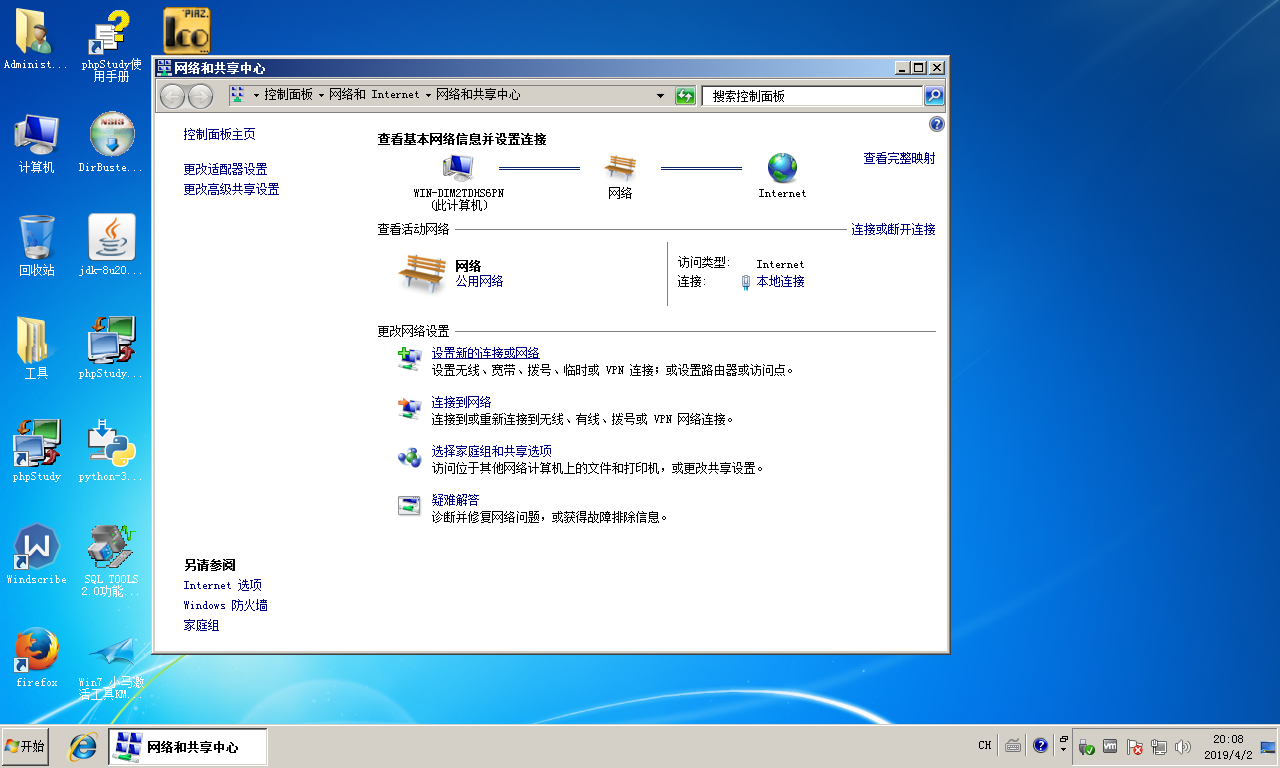 Administ...
phpStudy使
用手册
'PIAZ.
Ico
计算机
NSIS
DirBuste...
回收站
jdk-8u20...
工具
phpStudy...
phpStudy
python-3...
Windscribe
SQL TOOLS
2.0功能...
firefox
Win7 小马激
活工具KM...
网络和共享中心
控制面板 网络和 Internet 网络和共享中心
搜索控制面板
控制面板主页
更改适配器设置
更改高级共享设置
另请参阅
Internet 选项
Windows 防火墙
家庭组
查看基本网络信息并设置连接
查看完整映射
WIN-DIM2TDHS6PN
(此计算机)
网络
Internet
查看活动网络
连接或断开连接
网络
公用网络
访问类型: Internet
连接: 本地连接
更改网络设置
设置新的连接或网络
设置无线、宽带、拨号、临时或 VPN 连接；或设置路由器或访问点。
连接到网络
连接到或重新连接到无线、有线、拨号或 VPN 网络连接。
选择家庭组和共享选项
访问位于其他网络计算机上的文件和打印机，或更改共享设置。
疑难解答
诊断并修复网络问题，或获得故障排除信息。
开始
网络和共享中心
CH
vm
20:08
2019/4/2